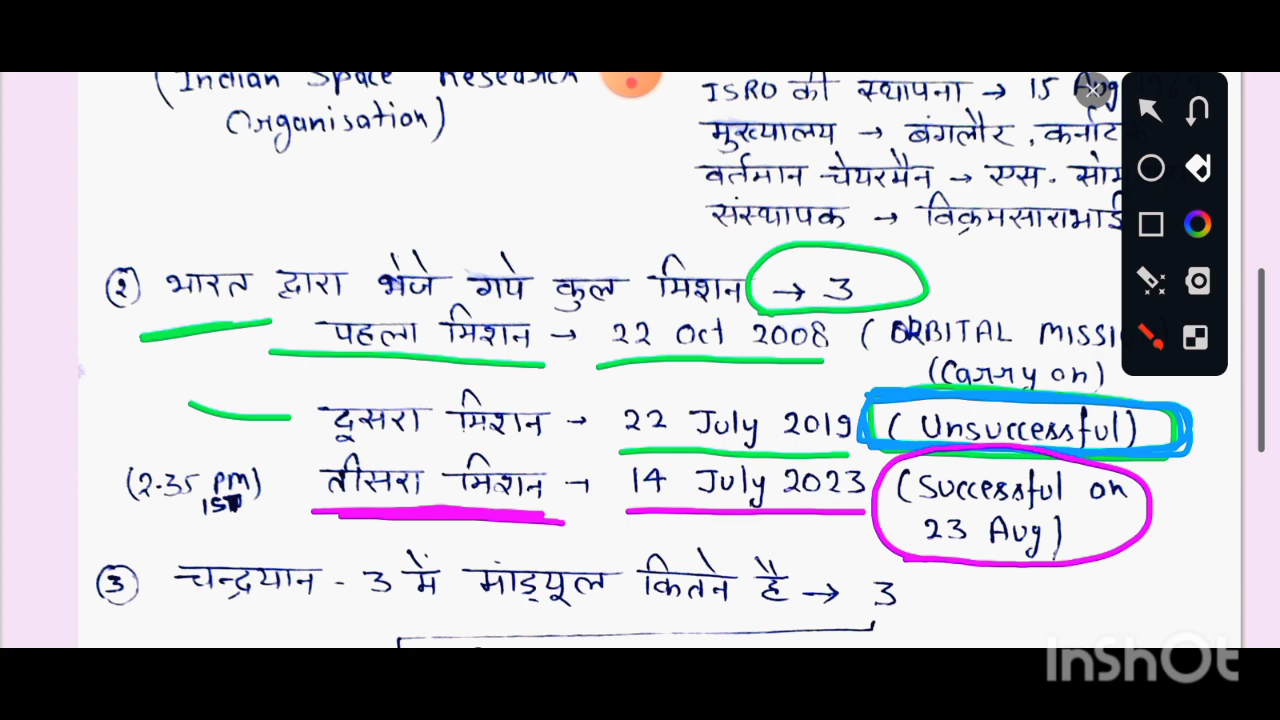 (Indian Space Research
Organisation)
ISRO की स्थापना → 15 Aug
मुख्यालय → बंगलौर, कर्नाट
वर्तमान चेयरमैन → एस. सोम
संस्थापक → विक्रमसाराभाई
(२) भारत द्वारा भेजे गये कुल मिशन → 3
पहला मिशन → 22 Oct 2008 (ORBITAL MISSI
(Carry on)
दूसरा मिशन → 22 July 2019 (Unsuccessful)
(2.35 pm तीसरा मिशन → 14 July 2023 (Successful on
IST) 23 Aug)
(3) चन्द्रयान - 3 में मांड्यूल कितने है → 3
InShOt